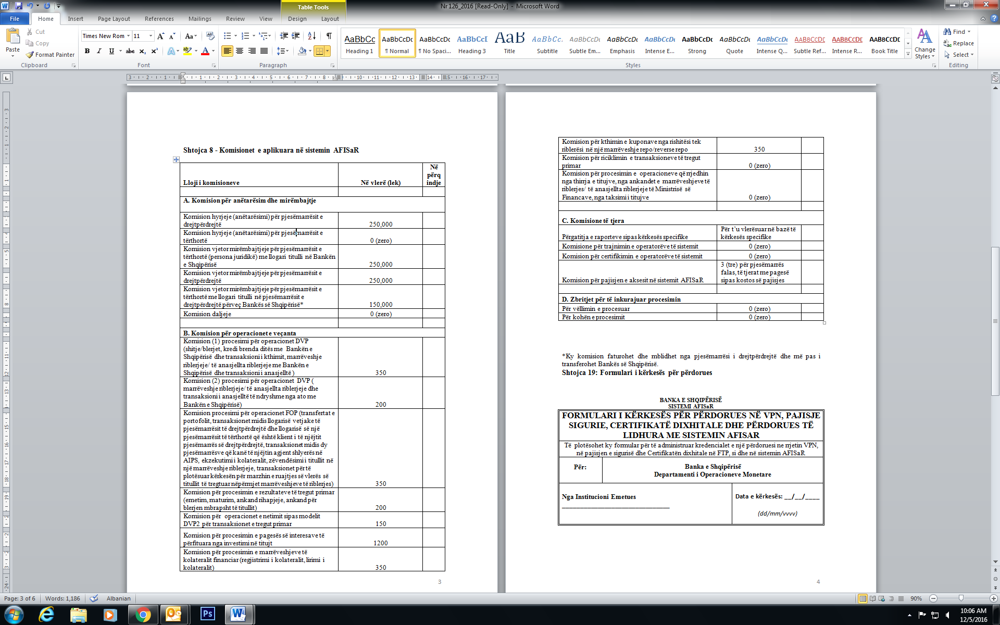 Nr 126_2016 [Read-Only] - Microsoft Word
Table Tools
File Home Insert Page Layout References Mailings Review View Design Layout
Paste
Cut
Copy
Format Painter
Clipboard
Times New Rom 11
Font
Paragraph
AaBbCc AaBbCcDc AaBbCcDc AaBbCcD AaB AaBbCc. AaBbCcDc AaBbCcDc AaBbCcDc AaBbCcDc AaBbCcDc AaBbCcDc AABBCCDE AABBCCDE AABBCCDE
Heading 1 ¶ Normal ¶ No Spaci... Heading 3 Title Subtitle Subtle Em... Emphasis Intense E... Strong Quote Intense Q... Subtle Ref... Intense R... Book Title
Styles
Change Styles
Find
Replace
Select
Editing
Shtojca 8 - Komisionet e aplikuara në sistemin AFISaR
Lloji i komisioneve
Në vlerë (lek)
Në
përq
indje
A. Komision për anëtarësim dhe mirëmbajtje
Komision hyrjeje (anëtarësimi) për pjesëmarrësit e
drejtpërdrejtë 250,000
Komision hyrjeje (anëtarësimi) për pjesëmarrësit e
tërthortë 0 (zero)
Komision vjetor mirëmbajtjeje për pjesëmarrësit e
tërthortë (persona juridikë) me llogari titulli në Bankën
e Shqipërisë 250,000
Komision vjetor mirëmbajtjeje për pjesëmarrësit e
drejtpërdrejtë 250,000
Komision vjetor mirëmbajtjeje për pjesëmarrësit e
tërthortë me llogari titulli në pjesëmarrësit e
drejtpërdrejtë përveç Bankës së Shqipërisë* 150,000
Komision daljeje 0 (zero)
B. Komision për operacionet e veçanta
Komision (1) procesimi për operacionet DVP
(shitje/blerjet, kredi brenda ditës me Bankën e
Shqipërisë dhe transaksioni i kthimit, marrëveshje
riblerjeje/ të anasjellta riblerjeje me Bankën e
Shqipërisë dhe transaksioni i anasjelltë ) 350
Komision (2) procesimi për operacionet DVP (
marrëveshje riblerjeje/ të anasjellta riblerjeje dhe
transaksioni i anasjelltë të ndryshme nga ato me
Bankën e Shqipërisë) 200
Komision procesimi për operacionet FOP (transfertat e
portofolit, transaksionet midis llogarisë vetjake të
pjesëmarrësit të drejtpërdrejtë dhe llogarisë së një
pjesëmarrësit të tërthortë që është klient i të njëjtit
pjesëmarrës së drejtpërdrejtë, transaksionet midis dy
pjesëmarrësve që kanë të njëjtin agjent shlyerës në
AIPS, ekzekutimi i kolateralit, zëvendësimi i titullit në
një marrëveshje riblerjeje, transaksionet për të
plotësuar kërkesën për marzhin e ruajtjes së vlerës së
titullit të tregtuar nëpërmjet marrëveshjeve të riblerjes) 350
Komision për procesimin e rezultateve të tregut primar
(emetim, maturim, ankand rihapjeje, ankand për
blerjen mbrapsht të titullit) 200
Komision për operacionet e netimit sipas modelit
DVP2 për transaksionet e tregut primar 150
Komision për procesimin e pagesës së interesave të
përfituara nga investimi në titujt 1200
Komision për procesimin e marrëveshjeve të
kolateralit financiar (regjistrimi i kolateralit, lirimi i
kolateralit) 350
3
Komision për kthimin e kuponave nga rishitësi tek
riblerësi në një marrëveshje repo/reverse repo 350
Komision për riciklimin e transaksioneve të tregut
primar 0 (zero)
Komision për procesimin e operacioneve që rrjedhin
nga thirrja e titujve, nga ankandet e marrëveshjeve të
riblerjes/ të anasjellta riblerjeje të Ministrisë së
Financave, nga taksimi i titujve 0 (zero)
C. Komisione të tjera
Përgatitja e raporteve sipas kërkesës specifike
Për t'u vlerësuar në bazë të
kërkesës specifike
Komisione për trajnimin e operatorëve të sistemit 0 (zero)
Komision për certifikimin e operatorëve të sistemit 0 (zero)
Komision për pajisjen e aksesit në sistemit AFISaR
3 (tre) për pjesëmarrës
falas, të tjerat me pagesë
sipas kostos së pajisjes
D. Zbritjet për të inkurajuar procesimin
Për vëllimin e procesuar 0 (zero)
Për kohën e procesimit 0 (zero)
*Ky komision faturohet dhe mblidhet nga pjesëmarrësi i drejtpërdrejtë dhe më pas i
transferohet Bankës së Shqipërisë.
Shtojca 19: Formulari i kërkesës për përdorues
BANKA E SHQIPËRISË
SISTEMI AFISaR
FORMULARI I KËRKESËS PËR PËRDORUES NË VPN, PAJISJE
SIGURIE, CERTIFIKATË DIXHITALE DHE PËRDORUES TË
LIDHURA ME SISTEMIN AFISAR
Të plotësohet ky formular për të administruar kredencialet e një përdoruesi ne rrjetin VPN,
në pajisjen e sigurisë dhe Certifikatën dixhitale në FTP, si dhe në sistemin AFISaR
Për:
Banka e Shqipërisë
Departamenti i Operacioneve Monetare
Nga Institucioni Emetues
Data e kërkesës: __/__/____
(dd/mm/vvvv)
4
Page: 3 of 6 Words: 1,186 Albanian 90%
Ps
10:06 AM
12/5/2016